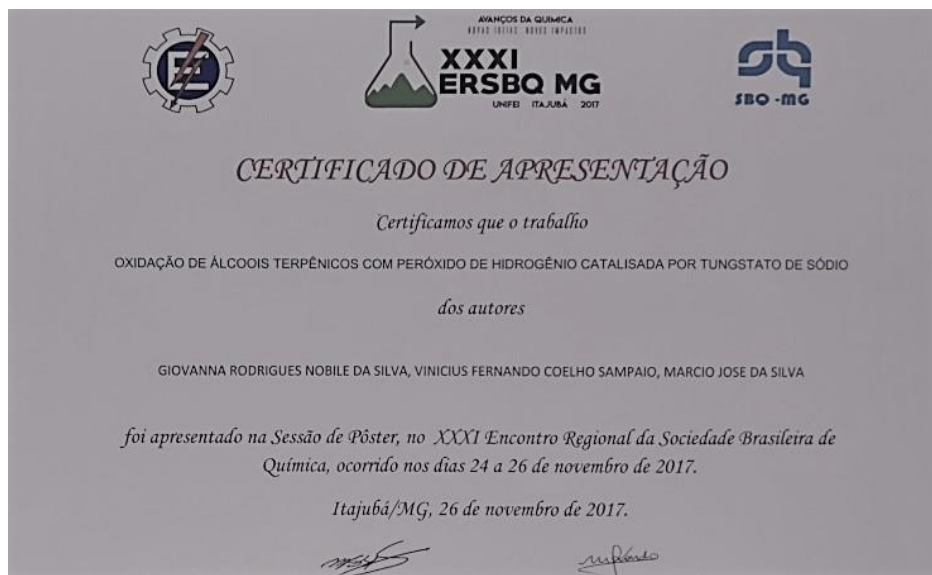 AVANÇOS DA QUÍMICA
NOVAS IDEIAS, NOVOS IMPACTOS
XXXI
ERSBQ MG
UNIFEI ITAJUBÁ 2017
SBQ-MG
CERTIFICADO DE APRESENTAÇÃO
Certificamos que o trabalho
OXIDAÇÃO DE ÁLCOOIS TERPÊNICOS COM PERÓXIDO DE HIDROGÊNIO CATALISADA POR TUNGSTATO DE SÓDIO
dos autores
GIOVANNA RODRIGUES NOBILE DA SILVA, VINICIUS FERNANDO COELHO SAMPAIO, MARCIO JOSE DA SILVA
foi apresentado na Sessão de Pôster, no XXXI Encontro Regional da Sociedade Brasileira de
Química, ocorrido nos dias 24 a 26 de novembro de 2017.
Itajubá/MG, 26 de novembro de 2017.